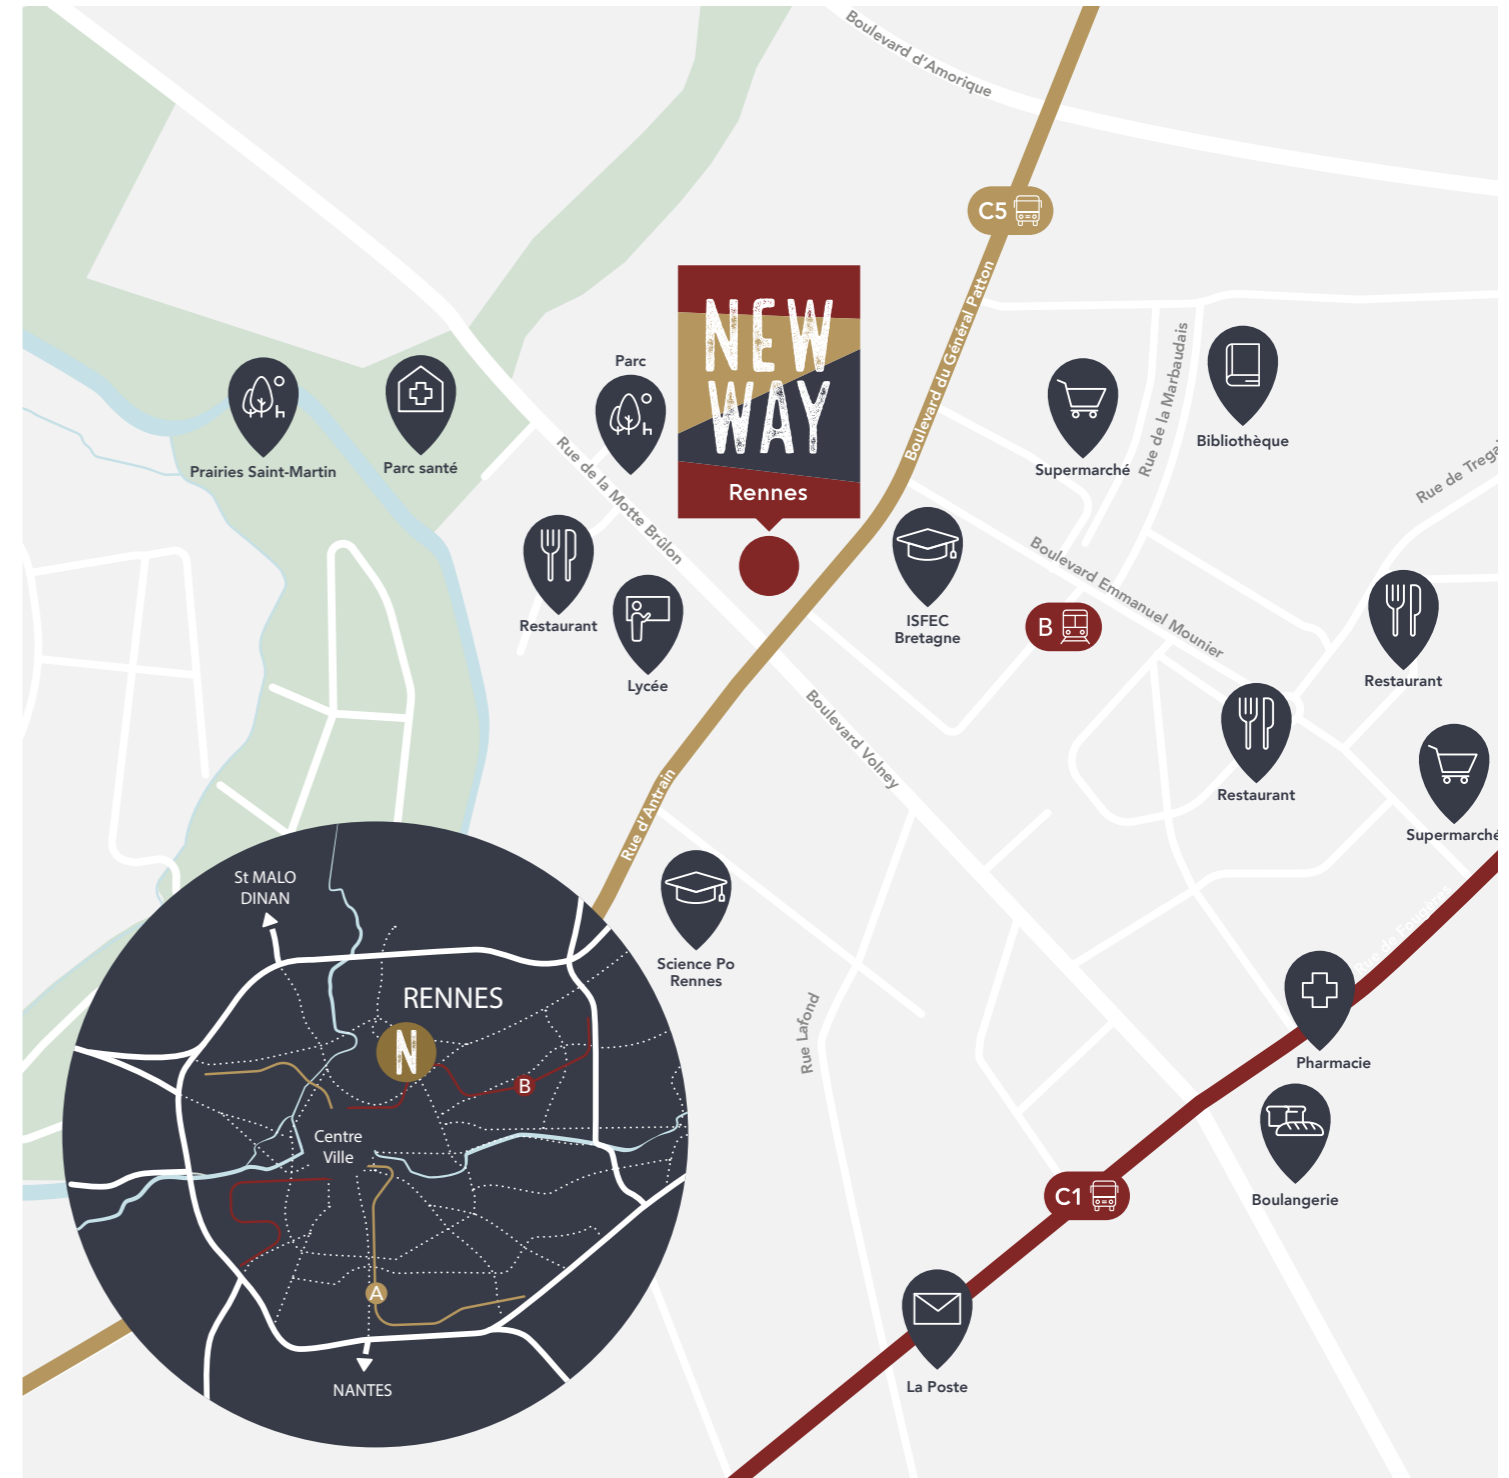 Boulevard d'Amorique
C5
Boulevard du Général Patton
NEW
WAY
Rennes
Parc
Prairies Saint-Martin
Parc santé
Rue de la Motte Brûlon
Supermarché
Rue de la Marbaudais
Bibliothèque
Rue de Trega
Restaurant
Lycée
ISFEC
Bretagne
Boulevard Emmanuel Mounier
B
Restaurant
Restaurant
Supermarché
Boulevard Volney
Rue d'Antrain
Science Po
Rennes
Rue Lafond
Rue de Fougères
Pharmacie
Boulangerie
C1
La Poste
St MALO
DINAN
RENNES
N
B
Centre
Ville
A
NANTES